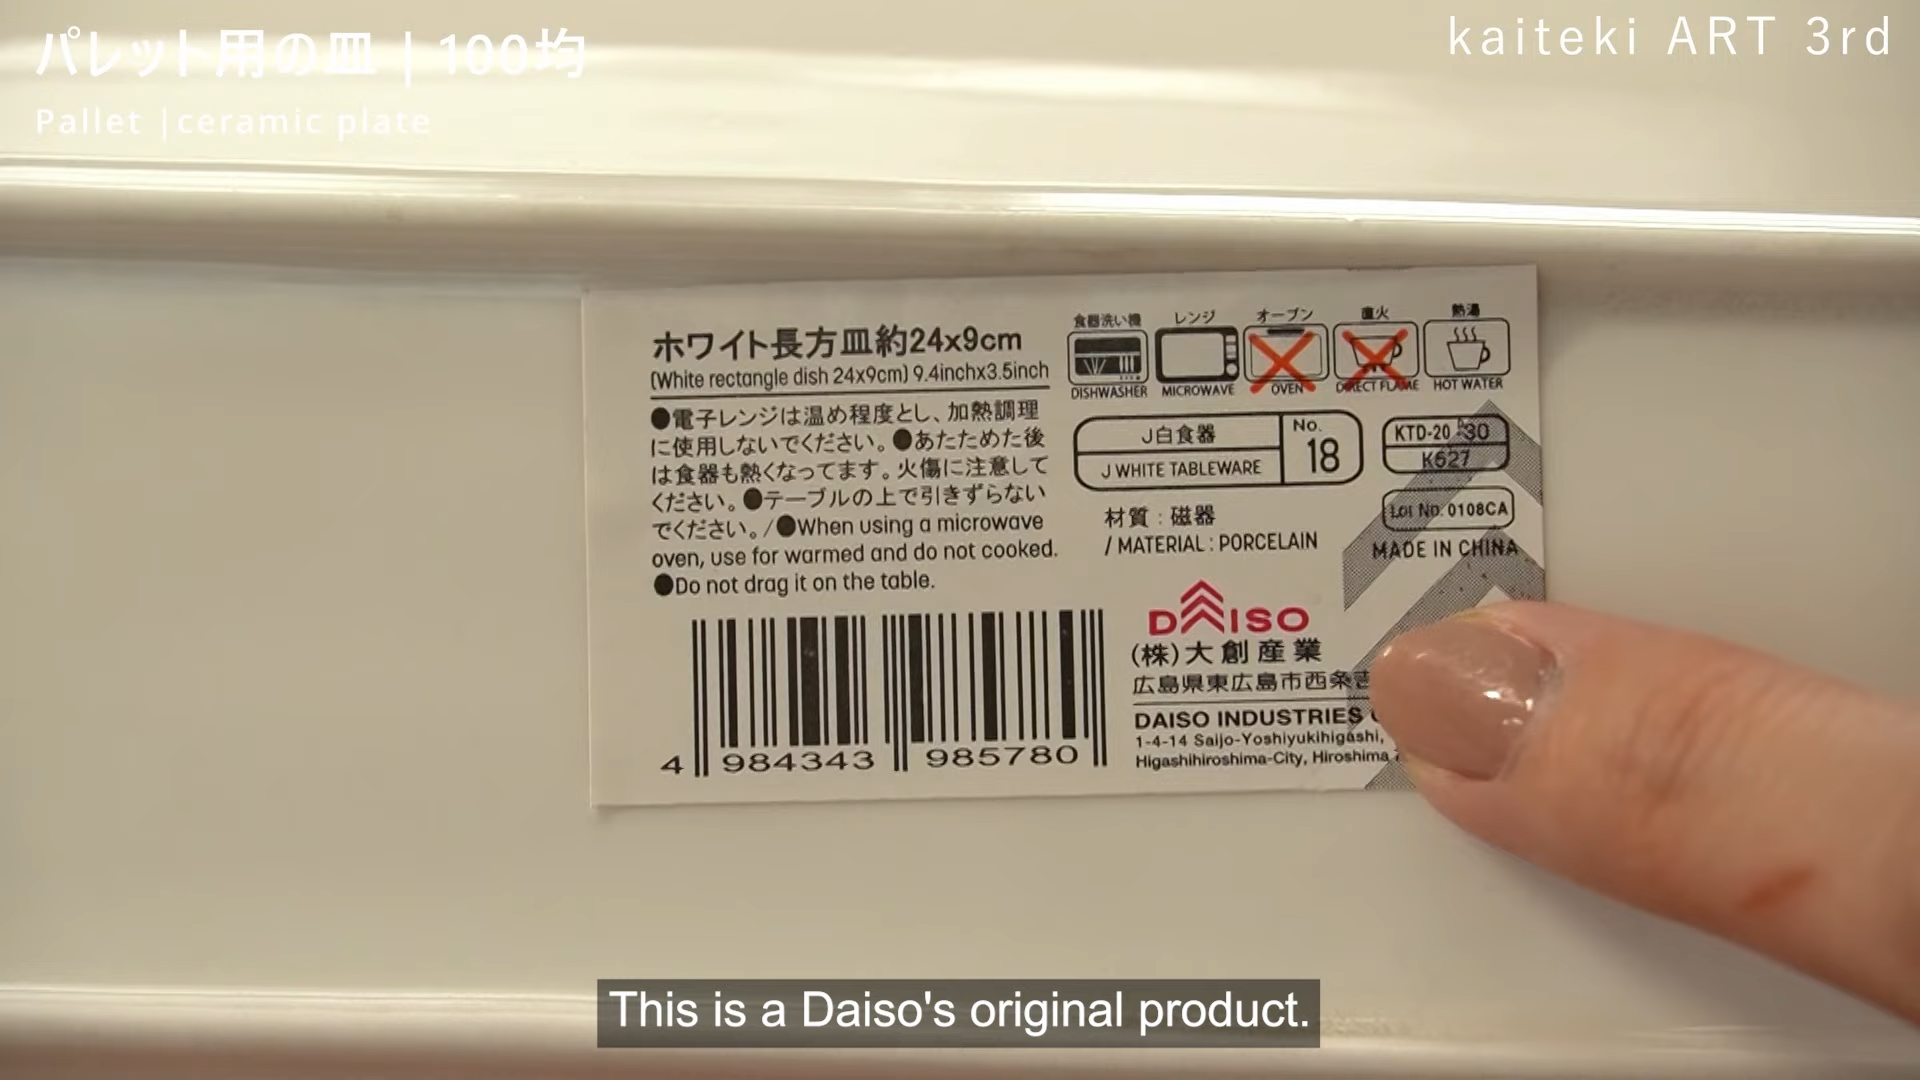 パレット用の皿 | 100均
Pallet |ceramic plate
kaiteki ART 3rd
ホワイト長方皿約24x9cm
(White rectangle dish 24x9cm) 9.4inchx3.5inch
●電子レンジは温め程度とし、加熱調理
に使用しないでください。●あたためた後
は食器も熱くなってます。火傷に注意して
ください。●テーブルの上で引きずらない
でください。/●When using a microwave
oven, use for warmed and do not cooked.
●Do not drag it on the table.
4 984343 985780
食器洗い機 レンジ オーブン 直火 熱湯
DISHWASHER MICROWAVE OVEN DIRECT FLAME HOT WATER
J白食器
J WHITE TABLEWARE
No.
18
KTD-20
K627
Lot No. 0108CA
材質：磁器
/ MATERIAL : PORCELAIN
MADE IN CHINA
DAISO
(株)大創産業
広島県東広島市西条吉
DAISO INDUSTRIES
1-4-14 Saijo-Yoshiyukihigashi,
Higashihiroshima-City, Hiroshima
This is a Daiso's original product.